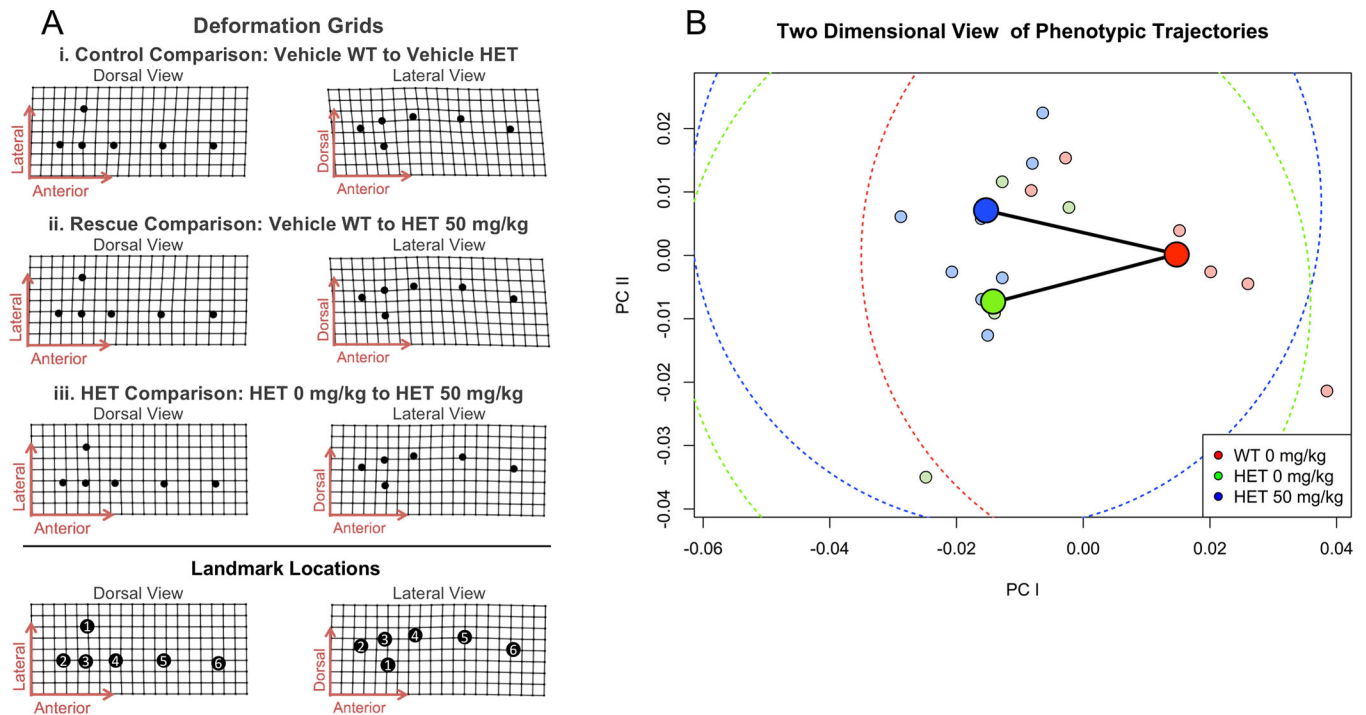 A
Deformation Grids
i. Control Comparison: Vehicle WT to Vehicle HET
Dorsal View
Lateral View
Lateral
Anterior
Dorsal
Anterior
ii. Rescue Comparison: Vehicle WT to HET 50 mg/kg
Dorsal View
Lateral View
Lateral
Anterior
Dorsal
Anterior
iii. HET Comparison: HET 0 mg/kg to HET 50 mg/kg
Dorsal View
Lateral View
Lateral
Anterior
Dorsal
Anterior
Landmark Locations
Dorsal View
Lateral View
Lateral
1
2 3 4 5 6
Anterior
Dorsal
2 3 4 5 6
1
Anterior
B
Two Dimensional View of Phenotypic Trajectories
PC II
0.02
0.01
0.00
-0.01
-0.02
-0.03
-0.04
WT 0 mg/kg
HET 0 mg/kg
HET 50 mg/kg
-0.06 -0.04 -0.02 0.00 0.02 0.04
PC I